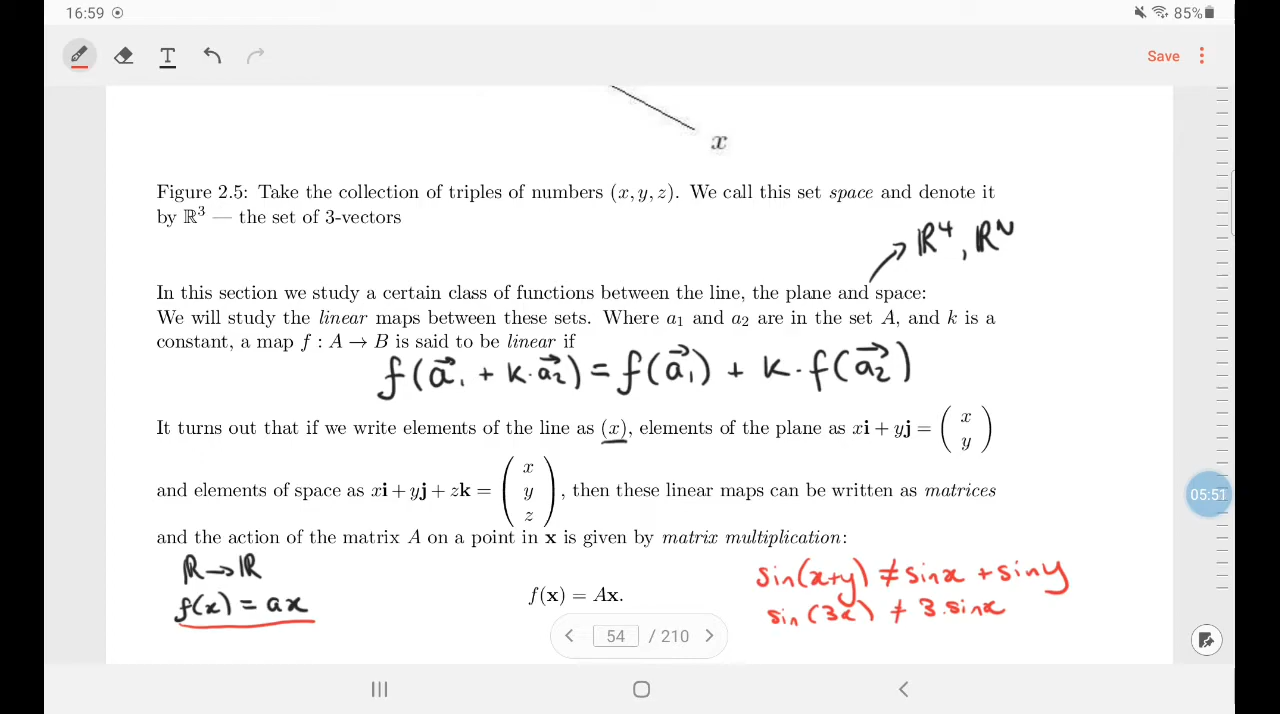 16:59
85%
T
Save
x
Figure 2.5: Take the collection of triples of numbers (x, y, z). We call this set space and denote it
by ℝ³ — the set of 3-vectors
ℝ⁴, ℝᴺ
In this section we study a certain class of functions between the line, the plane and space:
We will study the linear maps between these sets. Where a₁ and a₂ are in the set A, and k is a
constant, a map f : A → B is said to be linear if
f(a⃗₁ + k·a⃗₂) = f(a⃗₁) + k·f(a⃗₂)
It turns out that if we write elements of the line as (x), elements of the plane as xi + yj = ( x y )
and elements of space as xi + yj + zk = ( x y z ), then these linear maps can be written as matrices
05:51
and the action of the matrix A on a point in x is given by matrix multiplication:
ℝ → ℝ
sin(x+y) ≠ sinx + siny
f(x) = ax
f(x) = Ax.
sin(3x) ≠ 3.sinx
54 / 210